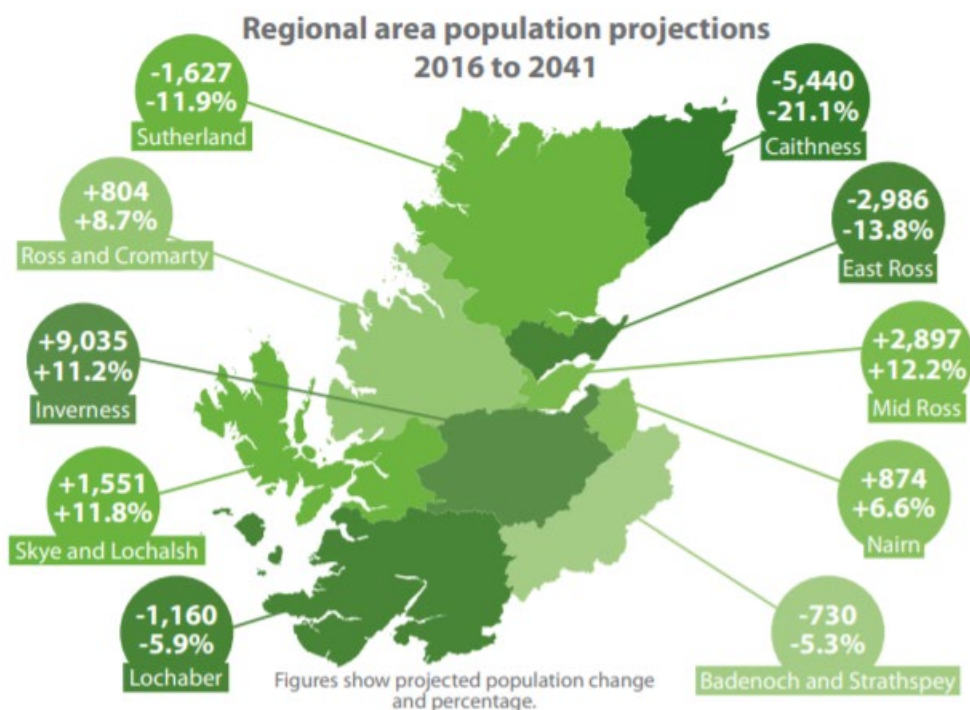 Regional area population projections
2016 to 2041
-1,627
-11.9%
Sutherland
-5,440
-21.1%
Caithness
+804
+8.7%
Ross and Cromarty
-2,986
-13.8%
East Ross
+9,035
+11.2%
Inverness
+2,897
+12.2%
Mid Ross
+1,551
+11.8%
Skye and Lochalsh
+874
+6.6%
Nairn
-1,160
-5.9%
Lochaber
-730
-5.3%
Badenoch and Strathspey
Figures show projected population change
and percentage.